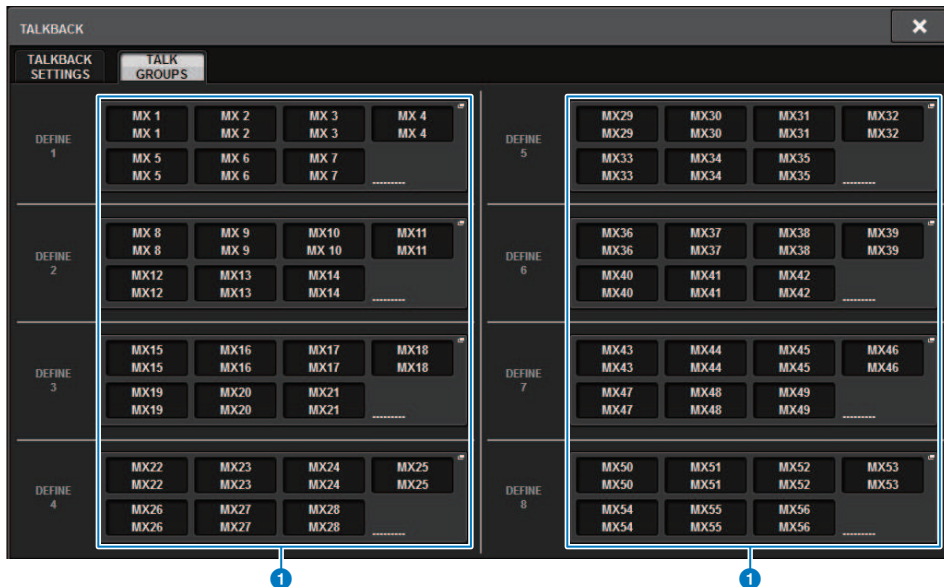 TALKBACK
TALKBACK SETTINGS
TALK GROUPS
DEFINE 1
MX 1 MX 2 MX 3 MX 4
MX 1 MX 2 MX 3 MX 4
MX 5 MX 6 MX 7
MX 5 MX 6 MX 7
---------
DEFINE 2
MX 8 MX 9 MX10 MX11
MX 8 MX 9 MX 10 MX11
MX12 MX13 MX14
MX12 MX13 MX14
---------
DEFINE 3
MX15 MX16 MX17 MX18
MX15 MX16 MX17 MX18
MX19 MX20 MX21
MX19 MX20 MX21
---------
DEFINE 4
MX22 MX23 MX24 MX25
MX22 MX23 MX24 MX25
MX26 MX27 MX28
MX26 MX27 MX28
---------
1
DEFINE 5
MX29 MX30 MX31 MX32
MX29 MX30 MX31 MX32
MX33 MX34 MX35
MX33 MX34 MX35
---------
DEFINE 6
MX36 MX37 MX38 MX39
MX36 MX37 MX38 MX39
MX40 MX41 MX42
MX40 MX41 MX42
---------
DEFINE 7
MX43 MX44 MX45 MX46
MX43 MX44 MX45 MX46
MX47 MX48 MX49
MX47 MX48 MX49
---------
DEFINE 8
MX50 MX51 MX52 MX53
MX50 MX51 MX52 MX53
MX54 MX55 MX56
MX54 MX55 MX56
---------
1